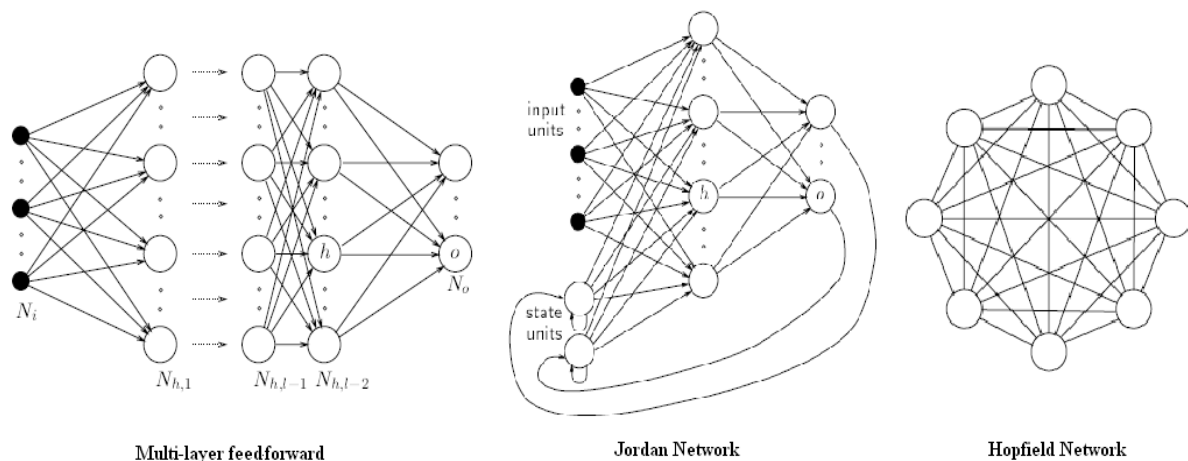 h
o
N_i
N_{h,1}
N_{h,l-1}
N_{h,l-2}
N_o
Multi-layer feedforward
input
units
h
o
state
units
Jordan Network
Hopfield Network